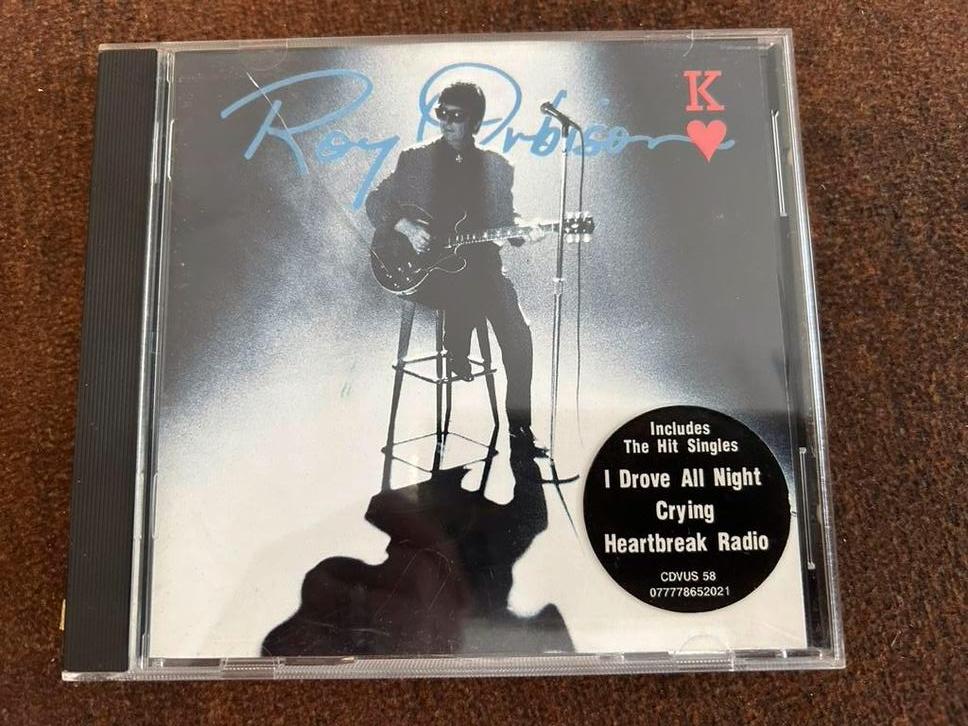 Roy Orbison
K
Includes
The Hit Singles
I Drove All Night
Crying
Heartbreak Radio
CDVUS 58
077778652021